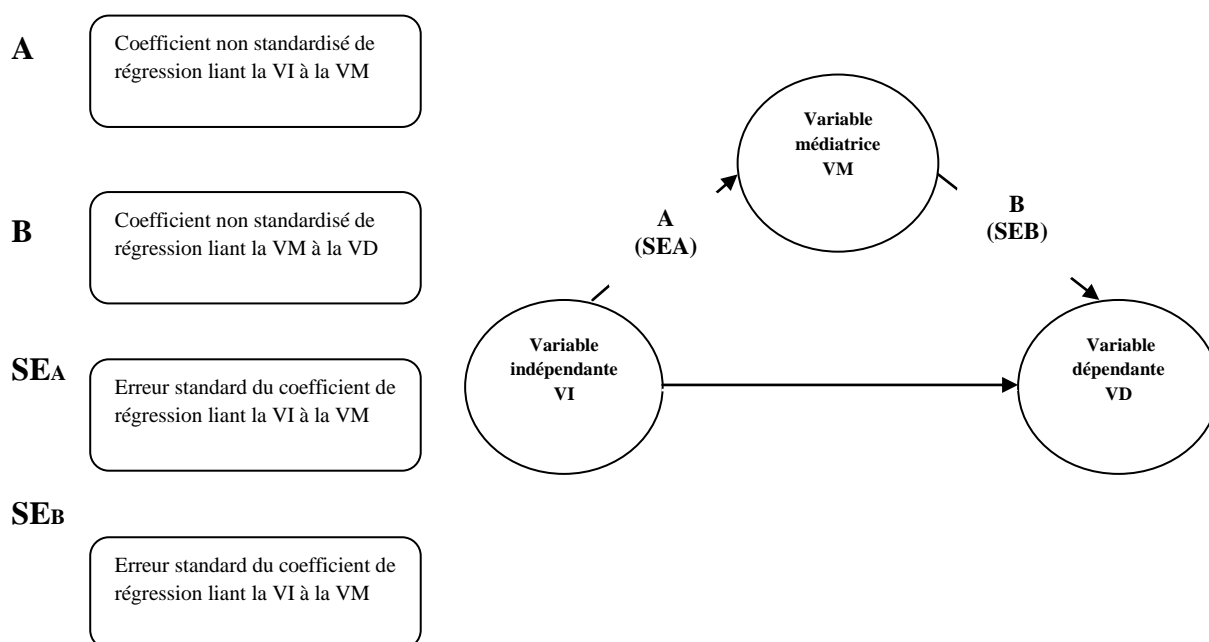 A
Coefficient non standardisé de
régression liant la VI à la VM
B
Coefficient non standardisé de
régression liant la VM à la VD
SEA
Erreur standard du coefficient de
régression liant la VI à la VM
SEB
Erreur standard du coefficient de
régression liant la VI à la VM
Variable
médiatrice
VM
A
(SEA)
B
(SEB)
Variable
indépendante
VI
Variable
dépendante
VD